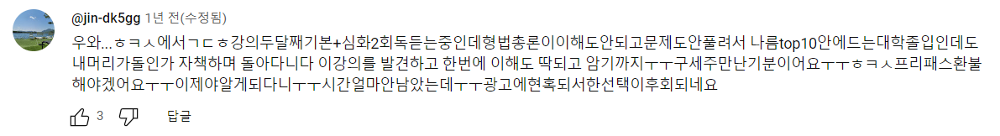 @jin-dk5gg 1년 전(수정됨)
우와...ㅎㅋㅅ에서ㄱㄷㅎ강의두달째기본+심화2회독듣는중인데형법총론이이해도안되고문제도안풀려서 나름top10안에드는대학졸입인데도
내머리가돌인가 자책하며 돌아다니다 이강의를 발견하고 한번에 이해도 딱되고 암기까지ㅜㅜ구세주만난기분이어요ㅜㅜㅎㅋㅅ프리패스환불
해야겠어요ㅜㅜ이제야알게되다니ㅜㅜ시간얼마안남았는데ㅜㅜ광고에현혹되서한선택이후회되네요
3 답글